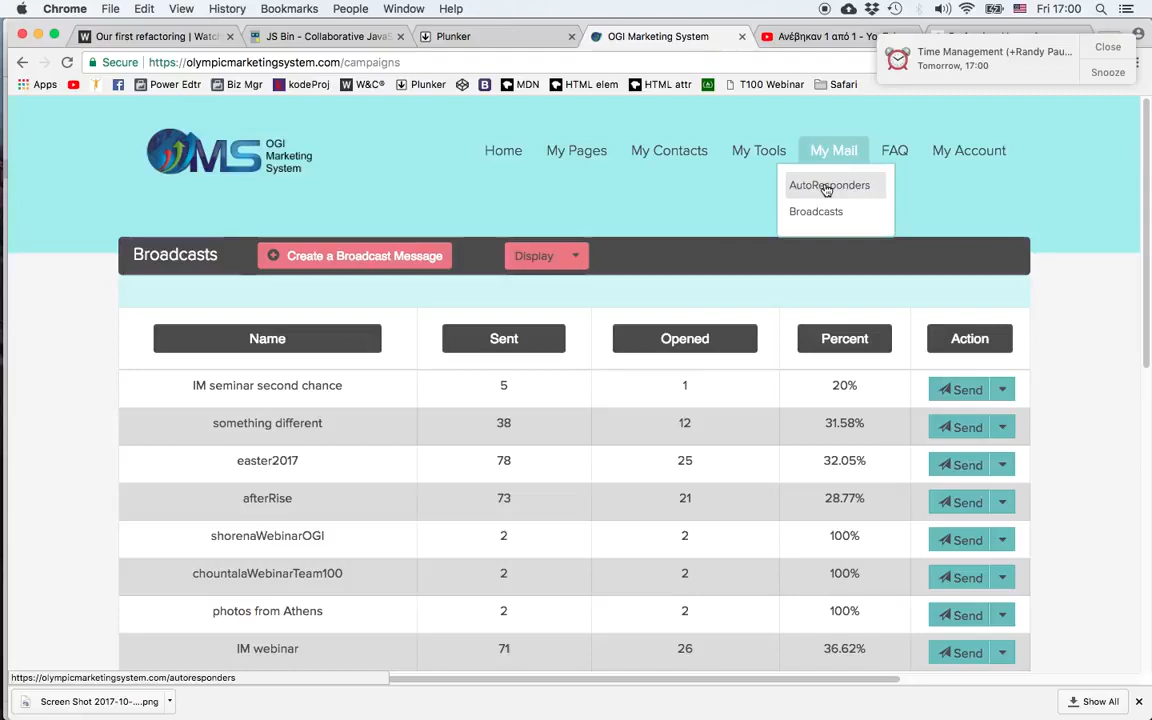 Chrome File Edit View History Bookmarks People Window Help Fri 17:00
Our first refactoring | Watch
JS Bin - Collaborative JavaS
Plunker
OGI Marketing System
Ανέβηκαν 1 από 1 - Yo
Time Management (+Randy Pau...
Tomorrow, 17:00
Close
Snooze
Secure https://olympicmarketingsystem.com/campaigns
Apps Power Edtr Biz Mgr kodeProj W&C® Plunker MDN HTML elem HTML attr T100 Webinar Safari
OMS OGI
Marketing
System
Home My Pages My Contacts My Tools My Mail FAQ My Account
AutoResponders
Broadcasts
Broadcasts Create a Broadcast Message Display
Name Sent Opened Percent Action
IM seminar second chance 5 1 20% Send
something different 38 12 31.58% Send
easter2017 78 25 32.05% Send
afterRise 73 21 28.77% Send
shorenaWebinarOGI 2 2 100% Send
chountalaWebinarTeam100 2 2 100% Send
photos from Athens 2 2 100% Send
IM webinar 71 26 36.62% Send
https://olympicmarketingsystem.com/autoresponders
Screen Shot 2017-10-....png
Show All